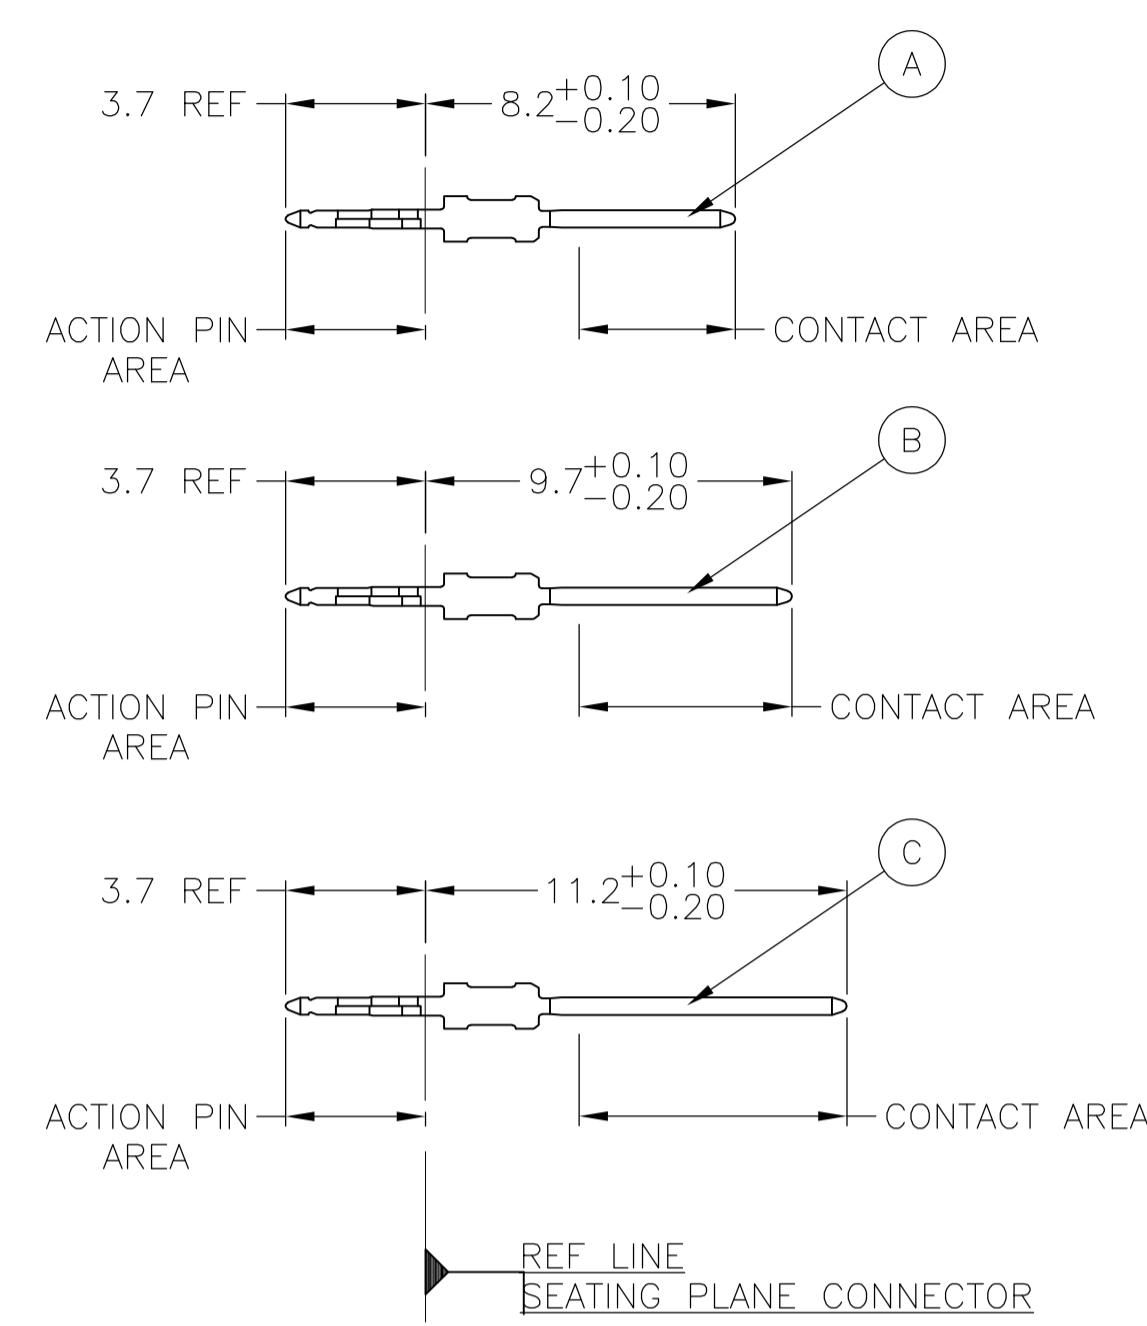 A
3.7 REF
8.2 +0.10
-0.20
ACTION PIN
AREA
CONTACT AREA
B
3.7 REF
9.7 +0.10
-0.20
ACTION PIN
AREA
CONTACT AREA
C
3.7 REF
11.2 +0.10
-0.20
ACTION PIN
AREA
CONTACT AREA
REF LINE
SEATING PLANE CONNECTOR